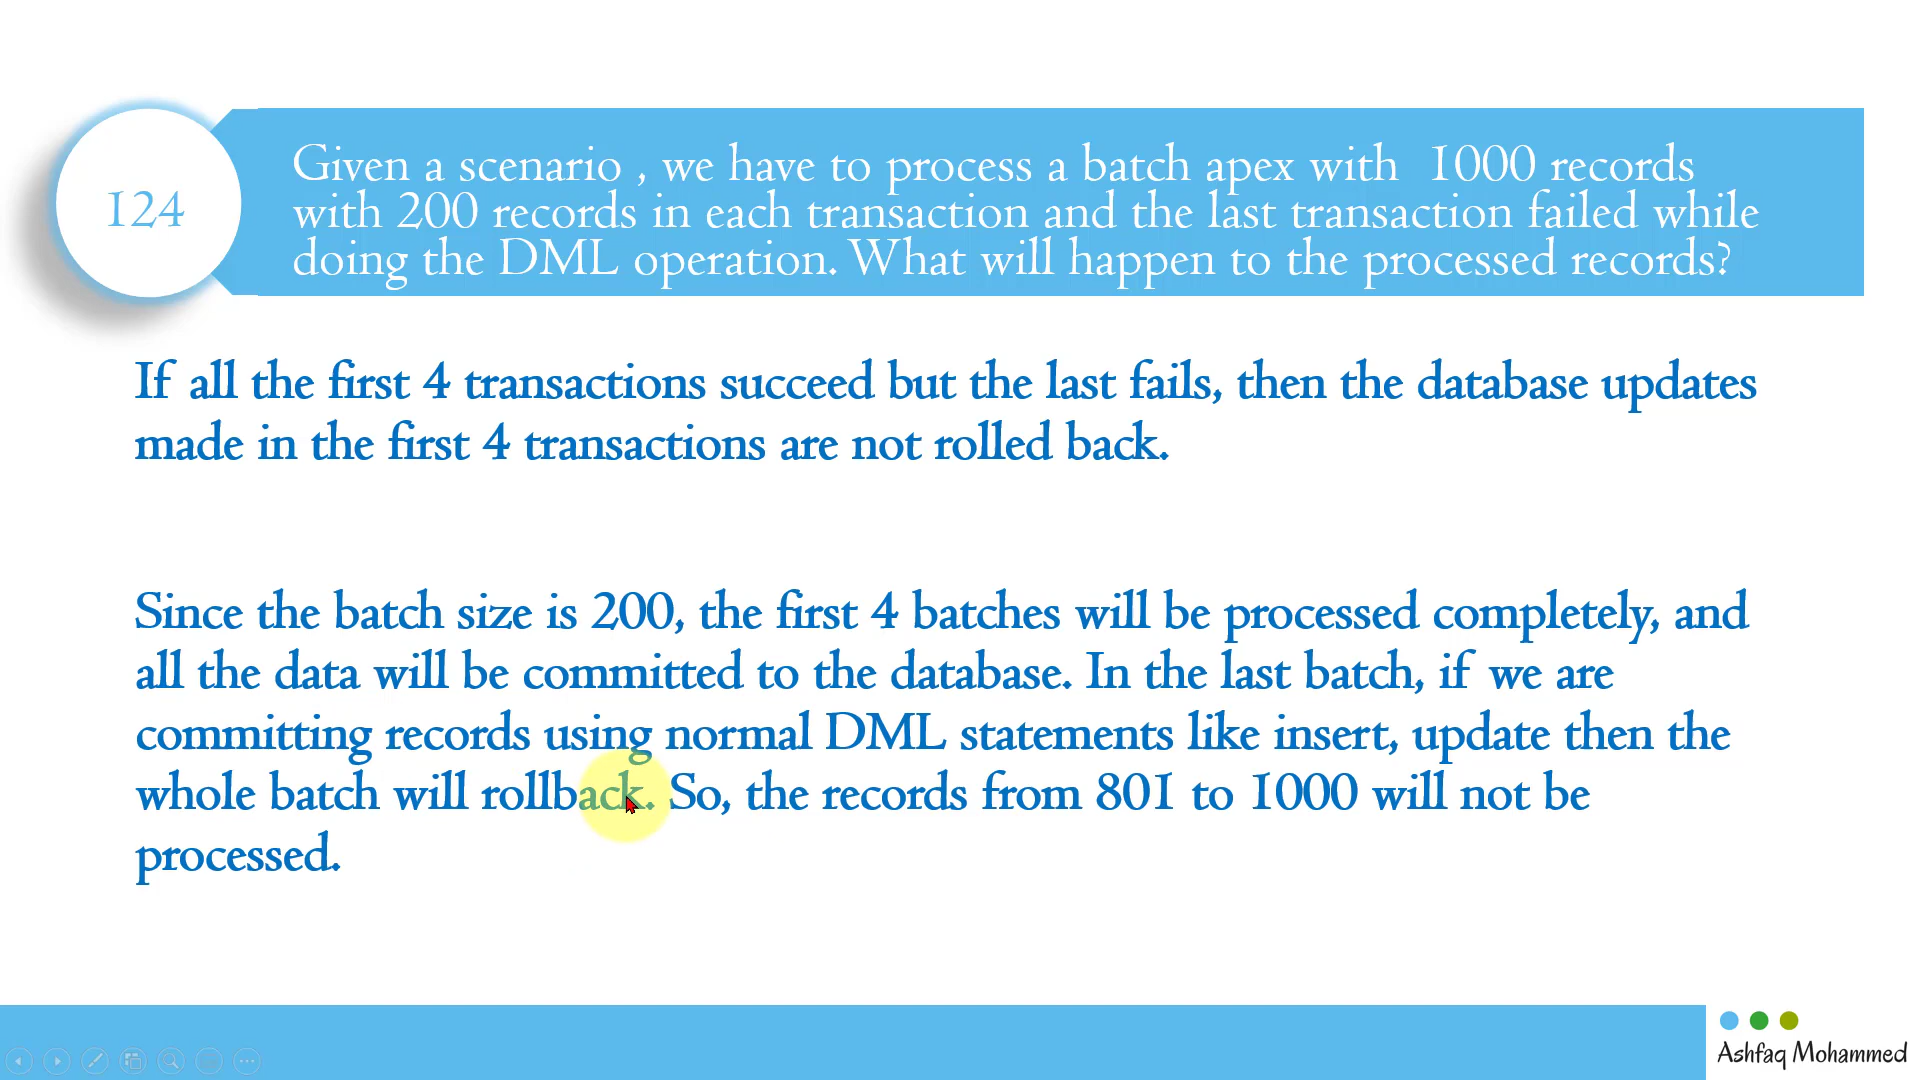 124
Given a scenario , we have to process a batch apex with 1000 records
with 200 records in each transaction and the last transaction failed while
doing the DML operation. What will happen to the processed records?
If all the first 4 transactions succeed but the last fails, then the database updates
made in the first 4 transactions are not rolled back.
Since the batch size is 200, the first 4 batches will be processed completely, and
all the data will be committed to the database. In the last batch, if we are
committing records using normal DML statements like insert, update then the
whole batch will rollback. So, the records from 801 to 1000 will not be
processed.
Ashfaq Mohammed